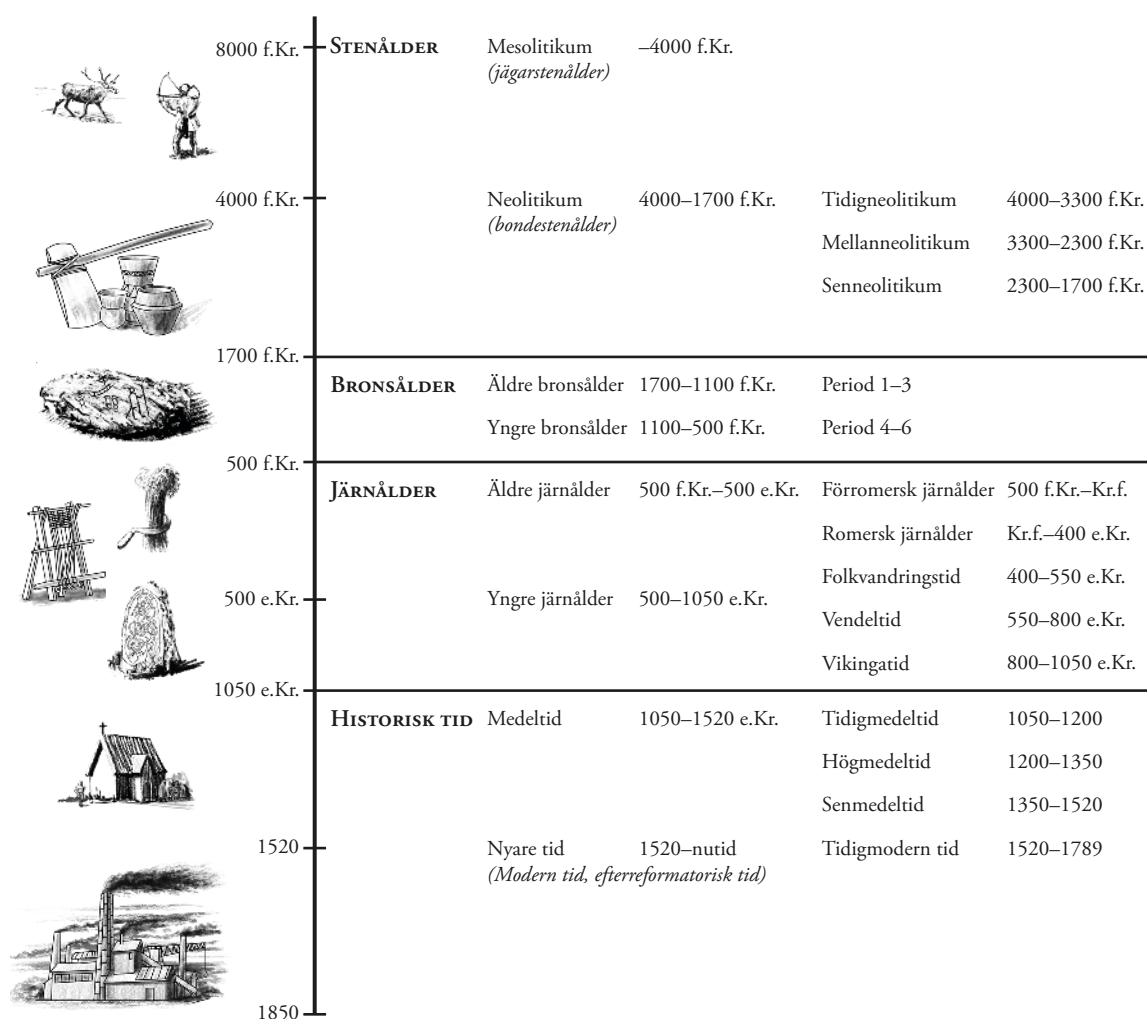 8000 f.Kr. STENÅLDER Mesolitikum –4000 f.Kr.
(jägarstenålder)
4000 f.Kr. Neolitikum 4000–1700 f.Kr. Tidigneolitikum 4000–3300 f.Kr.
(bondestenålder)
Mellanneolitikum 3300–2300 f.Kr.
Senneolitikum 2300–1700 f.Kr.
1700 f.Kr.
BRONSÅLDER Äldre bronsålder 1700–1100 f.Kr. Period 1–3
Yngre bronsålder 1100–500 f.Kr. Period 4–6
500 f.Kr.
JÄRNÅLDER Äldre järnålder 500 f.Kr.–500 e.Kr. Förromersk järnålder 500 f.Kr.–Kr.f.
Romersk järnålder Kr.f.–400 e.Kr.
Folkvandringstid 400–550 e.Kr.
500 e.Kr. Yngre järnålder 500–1050 e.Kr.
Vendeltid 550–800 e.Kr.
Vikingatid 800–1050 e.Kr.
1050 e.Kr.
HISTORISK TID Medeltid 1050–1520 e.Kr. Tidigmedeltid 1050–1200
Högmedeltid 1200–1350
Senmedeltid 1350–1520
1520 Nyare tid 1520–nutid Tidigmodern tid 1520–1789
(Modern tid, efterreformatorisk tid)
1850